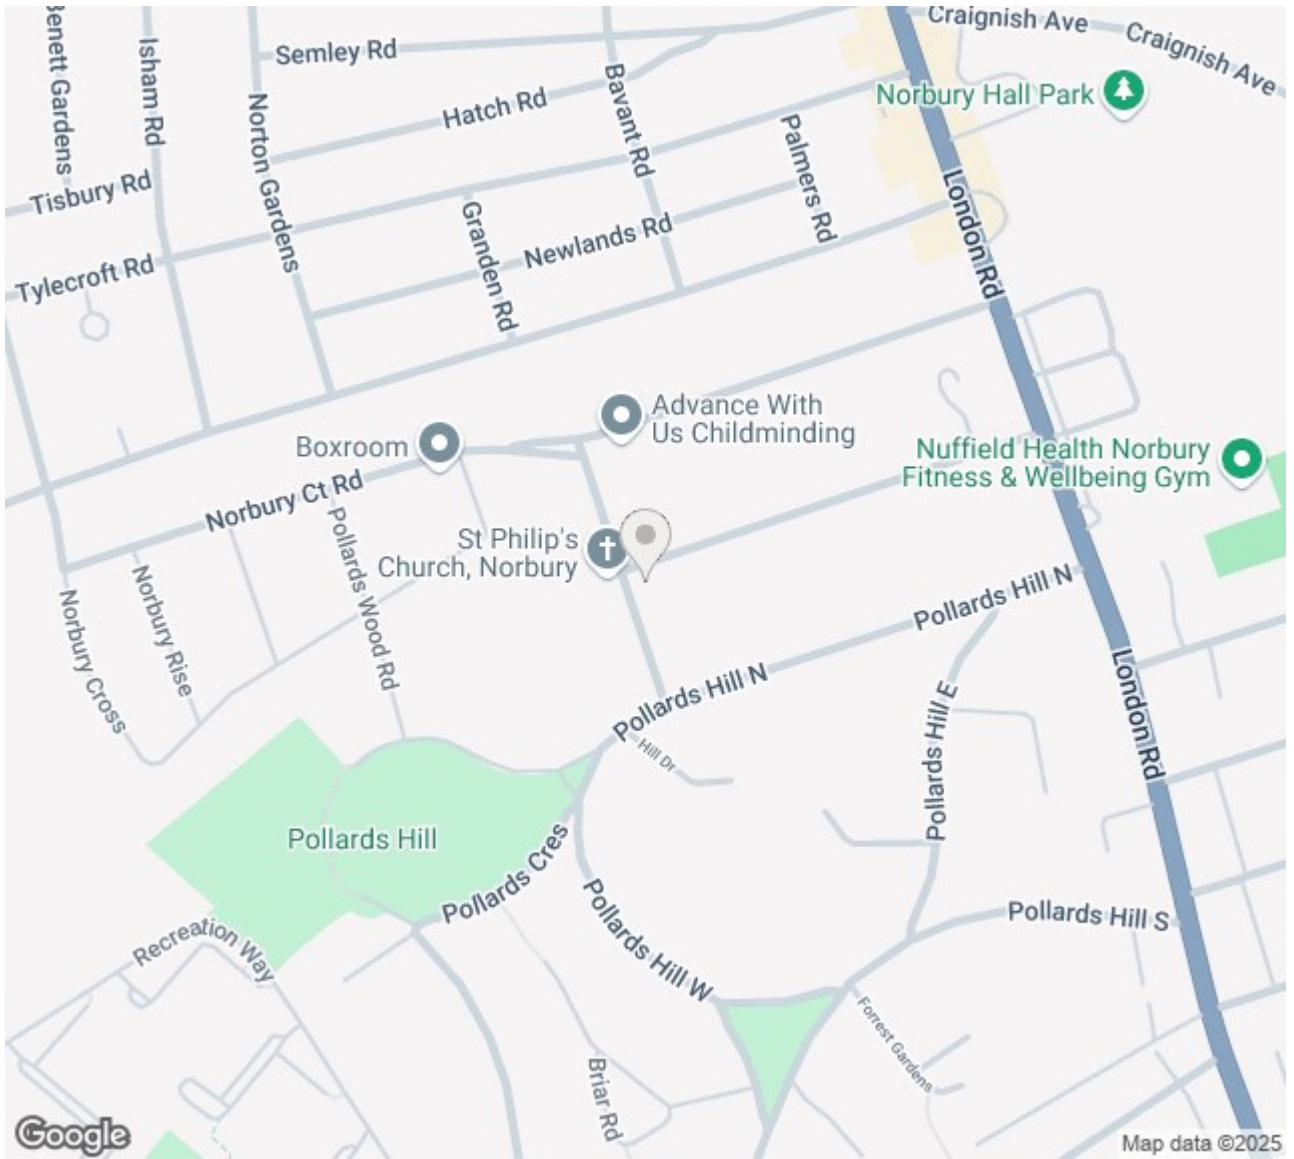 Craignish Ave
Craignish Ave
Benett Gardens
Isham Rd
Semley Rd
Bavant Rd
Norbury Hall Park
Hatch Rd
Norton Gardens
Palmers Rd
Tisbury Rd
London Rd
Granden Rd
Newlands Rd
Tylecroft Rd
Advance With
Us Childminding
Boxroom
Nuffield Health Norbury
Fitness & Wellbeing Gym
Norbury Ct Rd
Pollards Wood Rd
St Philip's
Church, Norbury
Norbury Cross
Norbury Rise
Pollards Hill N
Pollards Hill N
London Rd
Hill Dr
Pollards Hill E
Pollards Hill
Pollards Cres
Pollards Hill W
Pollards Hill S
Recreation Way
Forrest Gardens
Briar Rd
Google
Map data ©2025